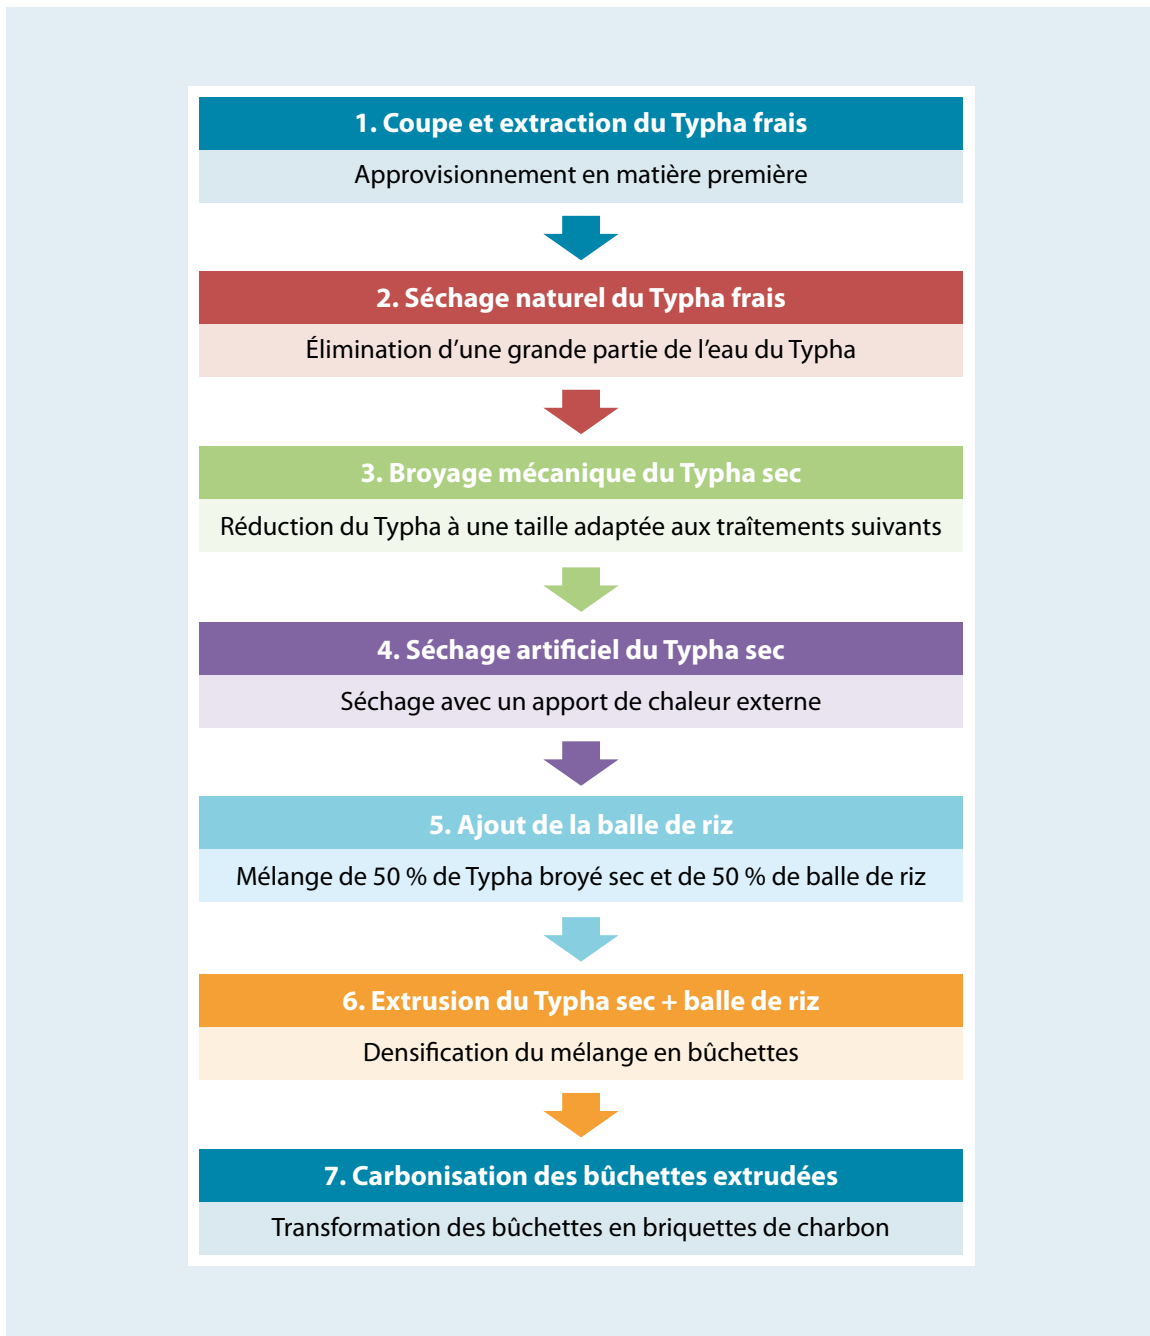 1. Coupe et extraction du Typha frais
Approvisionnement en matière première
2. Séchage naturel du Typha frais
Élimination d’une grande partie de l’eau du Typha
3. Broyage mécanique du Typha sec
Réduction du Typha à une taille adaptée aux traîtements suivants
4. Séchage artificiel du Typha sec
Séchage avec un apport de chaleur externe
5. Ajout de la balle de riz
Mélange de 50 % de Typha broyé sec et de 50 % de balle de riz
6. Extrusion du Typha sec + balle de riz
Densification du mélange en bûchettes
7. Carbonisation des bûchettes extrudées
Transformation des bûchettes en briquettes de charbon